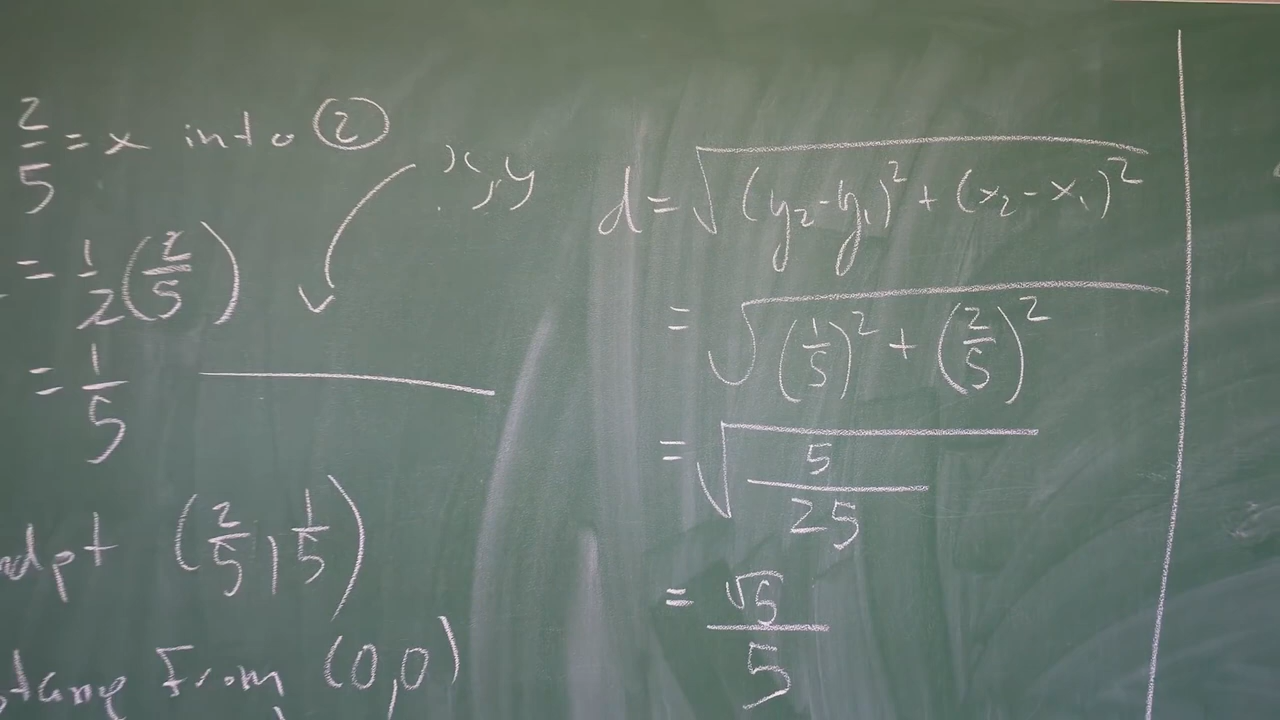 2/5 = x into ②
x, y
= 1/2 (2/5)
= 1/5
(2/5, 1/5)
From (0,0)
d = √((y₂-y₁)² + (x₂-x₁)²)
= √((1/5)² + (2/5)²)
= √(5/25)
= √5/5